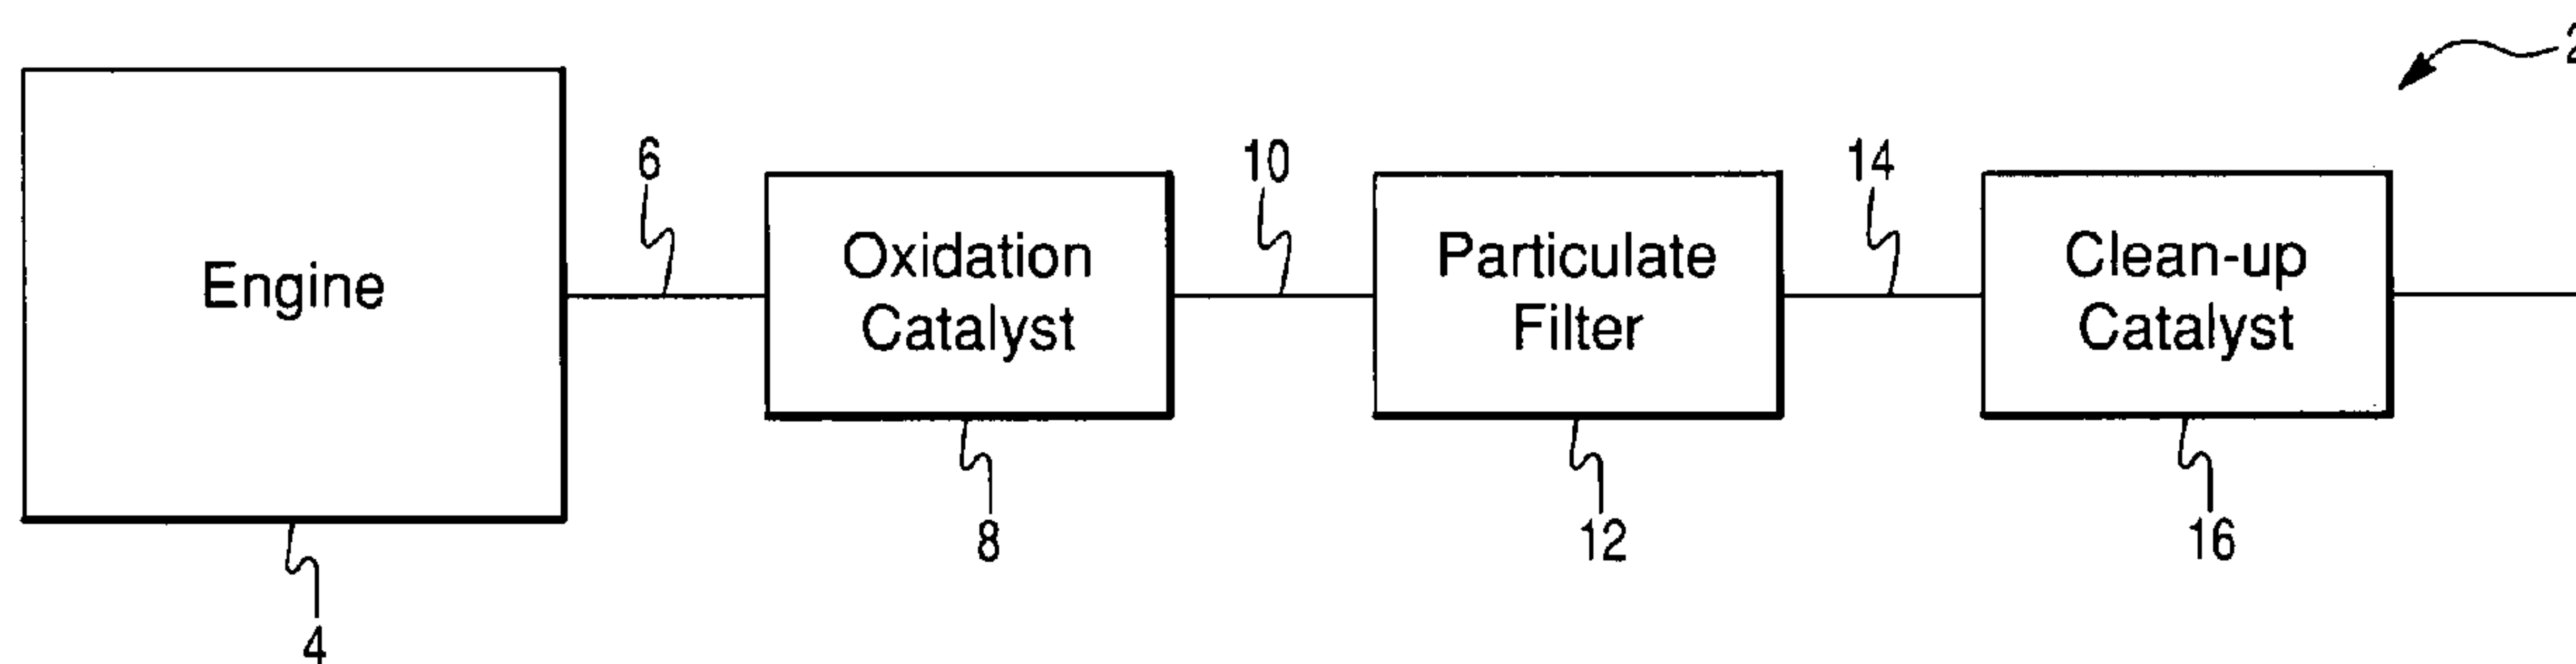 2
6
10
14
Engine
Oxidation
Catalyst
Particulate
Filter
Clean-up
Catalyst
8
12
16
4